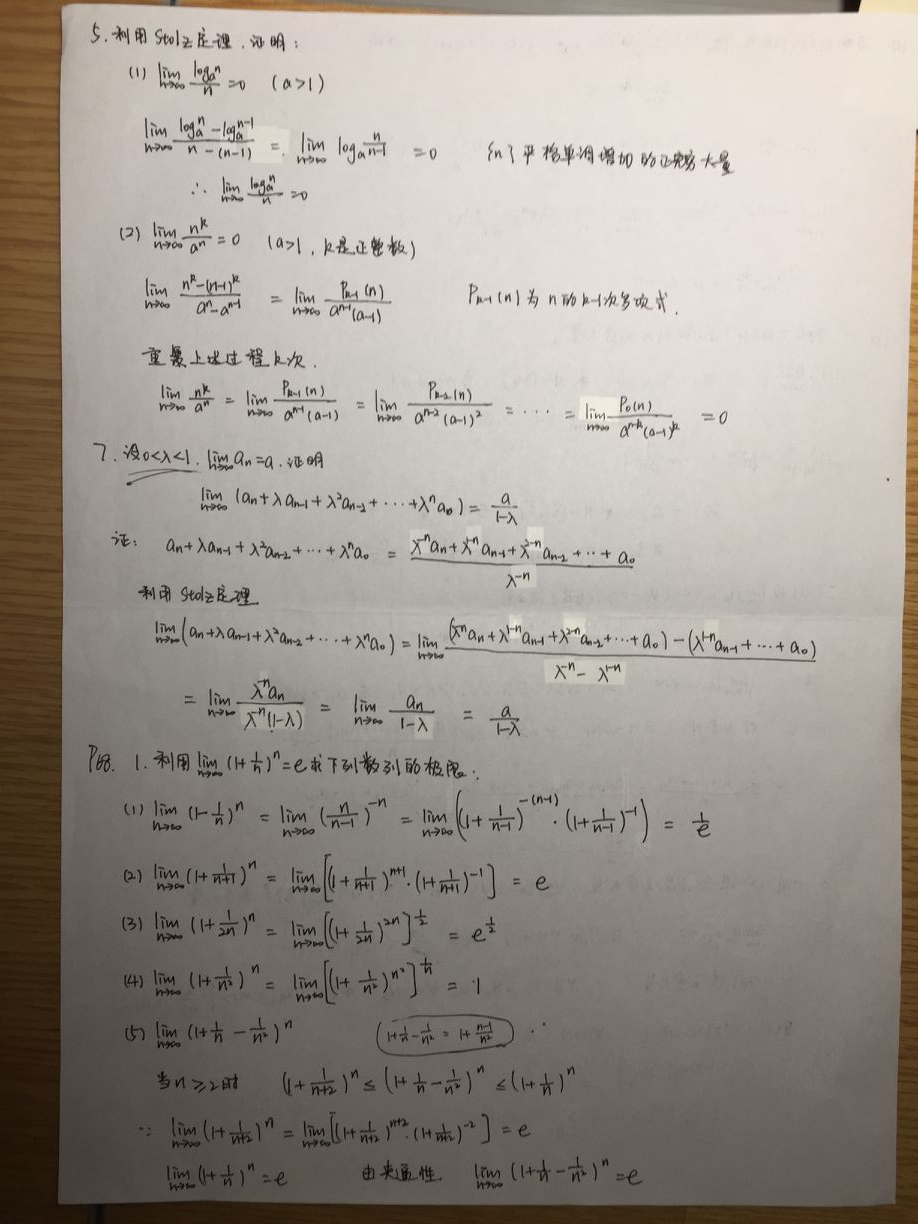 5. 利用 Stolz 定理, 证明:
(1) lim_{n→∞} log_a n / n = 0 (a>1)
lim_{n→∞} (log_a n − log_a n-1)/(n − (n−1)) = lim_{n→∞} log_a n/(n−1) = 0 {n}严格单调增加的正无穷大量
∴ lim_{n→∞} log_a n / n = 0
(2) lim_{n→∞} n^k/a^n = 0 (a>1, k是正整数)
lim_{n→∞} (n^k − (n−1)^k)/(a^n − a^{n−1}) = lim_{n→∞} P_{k−1}(n)/(a^{n−1}(a−1)) P_{k−1}(n)为n的k−1次多项式.
重复上述过程k次.
lim_{n→∞} n^k/a^n = lim_{n→∞} P_{k−1}(n)/(a^{n−1}(a−1)) = lim_{n→∞} P_{k−2}(n)/(a^{n−2}(a−1)^2) = ⋯ = lim_{n→∞} P_0(n)/(a^{n−k}(a−1)^k) = 0
7. 设0<λ<1, lim_{n→∞} a_n = a, 证明
lim_{n→∞} (a_n + λa_{n−1} + λ^2 a_{n−2} + ⋯ + λ^n a_0) = a/(1−λ)
证: a_n + λa_{n−1} + λ^2 a_{n−2} + ⋯ + λ^n a_0 = (λ^{−n} a_n + λ^{1−n} a_{n−1} + λ^{2−n} a_{n−2} + ⋯ + a_0)/λ^{−n}
利用 Stolz定理
lim_{n→∞} (a_n + λa_{n−1} + λ^2 a_{n−2} + ⋯ + λ^n a_0) = lim_{n→∞} ((λ^{−n} a_n + λ^{1−n} a_{n−1} + λ^{2−n} a_{n−2} + ⋯ + a_0) − (λ^{1−n} a_{n−1} + ⋯ + a_0))/(λ^{−n} − λ^{1−n})
= lim_{n→∞} λ^{−n} a_n/(λ^{−n}(1−λ)) = lim_{n→∞} a_n/(1−λ) = a/(1−λ)
P68. 1. 利用 lim_{n→∞} (1+1/n)^n = e 求下列数列的极限:
(1) lim_{n→∞} (1−1/n)^n = lim_{n→∞} (n/(n−1))^{−n} = lim_{n→∞} ((1+1/(n−1))^{−(n−1)} · (1+1/(n−1))^{−1}) = 1/e
(2) lim_{n→∞} (1+1/(n+1))^n = lim_{n→∞} [(1+1/(n+1))^{n+1} · (1+1/(n+1))^{−1}] = e
(3) lim_{n→∞} (1+1/2n)^n = lim_{n→∞} [(1+1/2n)^{2n}]^{1/2} = e^{1/2}
(4) lim_{n→∞} (1+1/n^2)^n = lim_{n→∞} [(1+1/n^2)^{n^2}]^{1/n} = 1
(5) lim_{n→∞} (1+1/n − 1/n^2)^n 1+1/n−1/n^2 = 1+(n−1)/n^2
当 n≥2时 (1+1/(n+2))^n ≤ (1+1/n−1/n^2)^n ≤ (1+1/n)^n
∵ lim_{n→∞} (1+1/(n+2))^n = lim_{n→∞} [(1+1/(n+2))^{n+2} · (1+1/(n+2))^{−2}] = e
lim_{n→∞} (1+1/n)^n = e 由夹逼性 lim_{n→∞} (1+1/n−1/n^2)^n = e